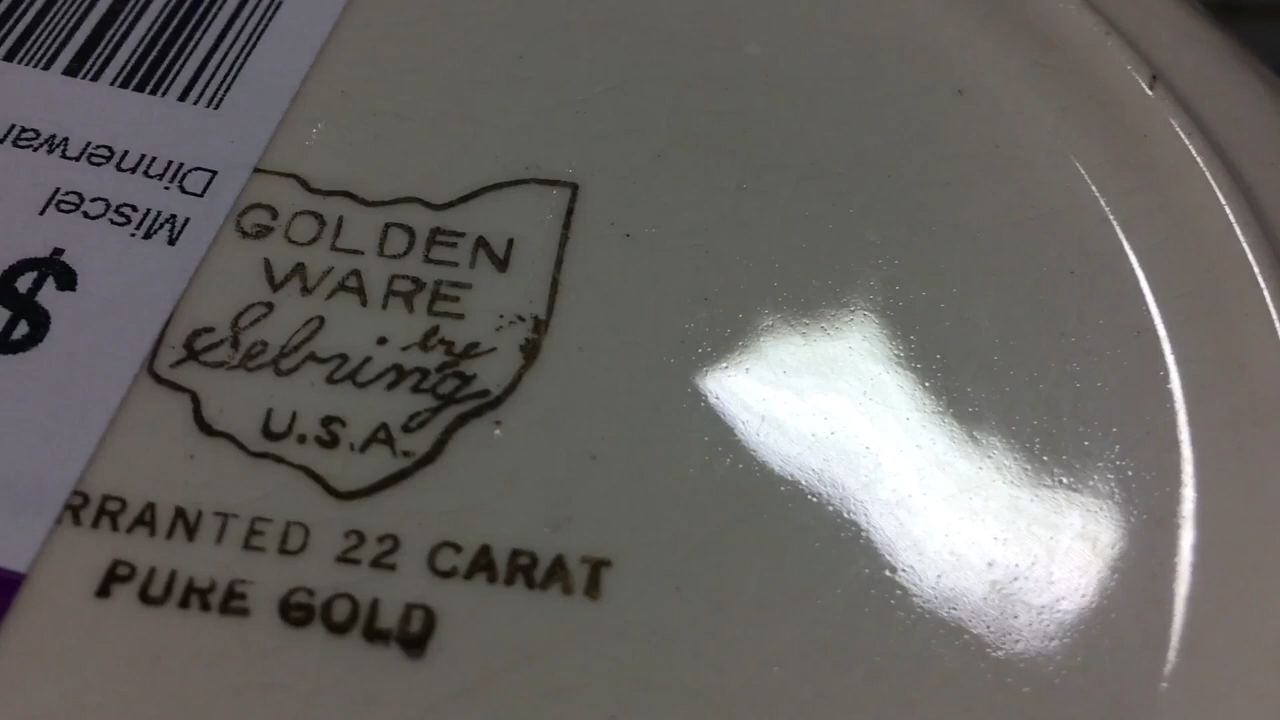 GOLDEN
WARE
by
Sebring
U.S.A.
RRANTED 22 CARAT
PURE GOLD
$
Miscel
Dinnerwar